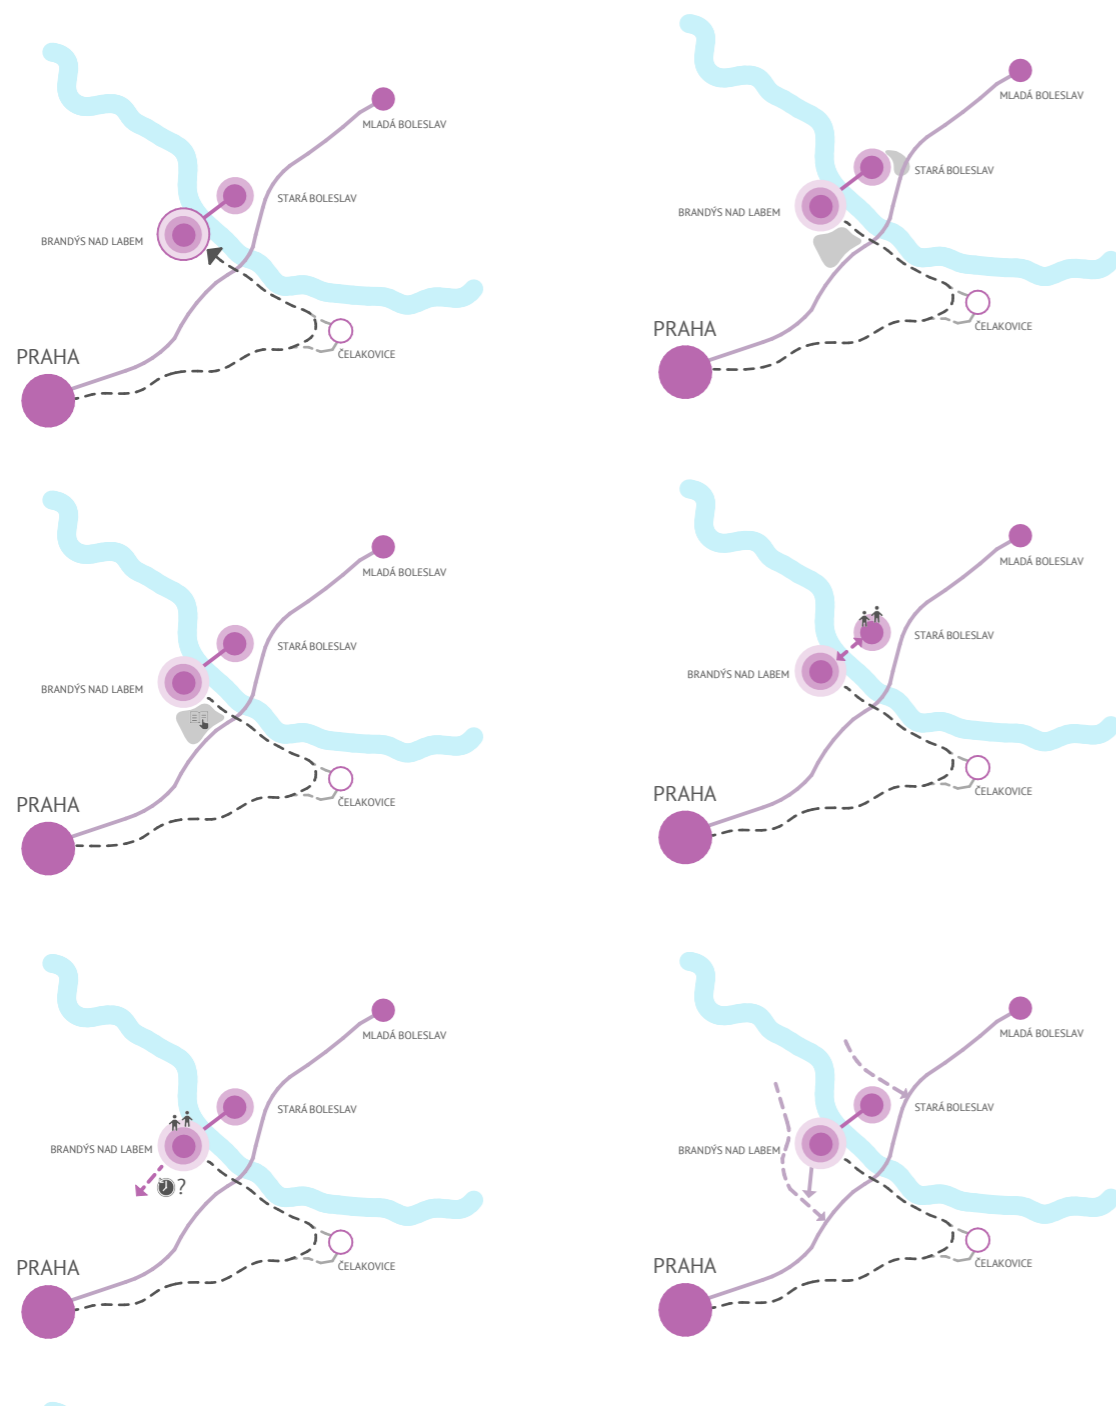 MLADÁ BOLESLAV
STARÁ BOLESLAV
BRANDÝS NAD LABEM
PRAHA
ČELAKOVICE
MLADÁ BOLESLAV
STARÁ BOLESLAV
BRANDÝS NAD LABEM
PRAHA
ČELAKOVICE
MLADÁ BOLESLAV
STARÁ BOLESLAV
BRANDÝS NAD LABEM
PRAHA
ČELAKOVICE
MLADÁ BOLESLAV
STARÁ BOLESLAV
BRANDÝS NAD LABEM
PRAHA
ČELAKOVICE
MLADÁ BOLESLAV
STARÁ BOLESLAV
BRANDÝS NAD LABEM
?
PRAHA
ČELAKOVICE
MLADÁ BOLESLAV
STARÁ BOLESLAV
BRANDÝS NAD LABEM
PRAHA
ČELAKOVICE